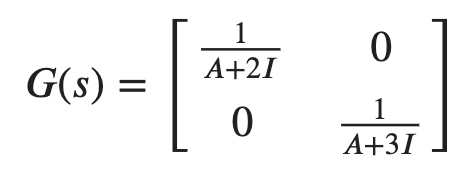 G(s) = [ 1/(A+2I) 0
0 1/(A+3I) ]